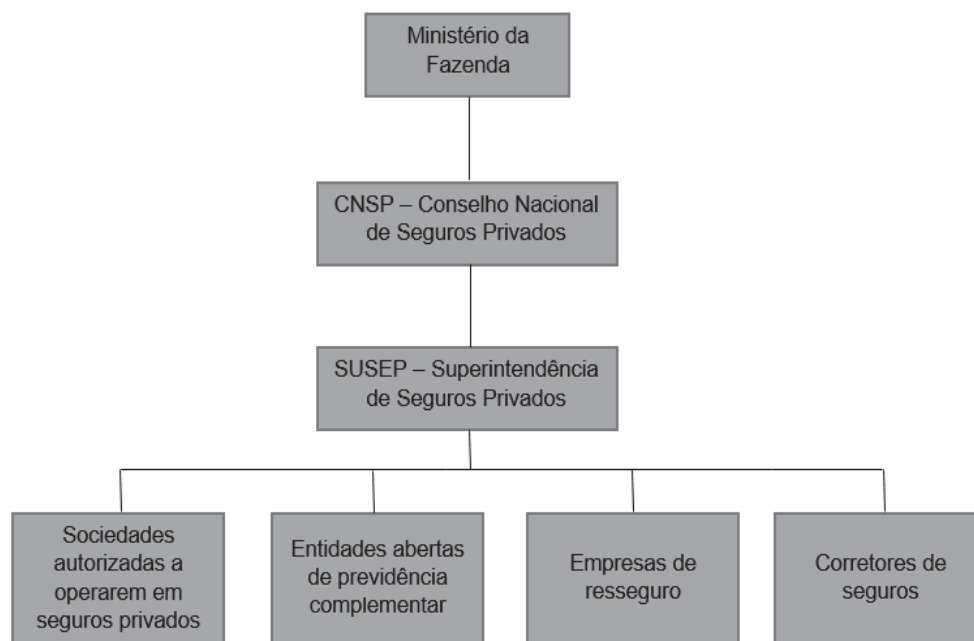 Ministério da
Fazenda
CNSP – Conselho Nacional
de Seguros Privados
SUSEP – Superintendência
de Seguros Privados
Sociedades
autorizadas a
operarem em
seguros privados
Entidades abertas
de previdência
complementar
Empresas de
resseguro
Corretores de
seguros